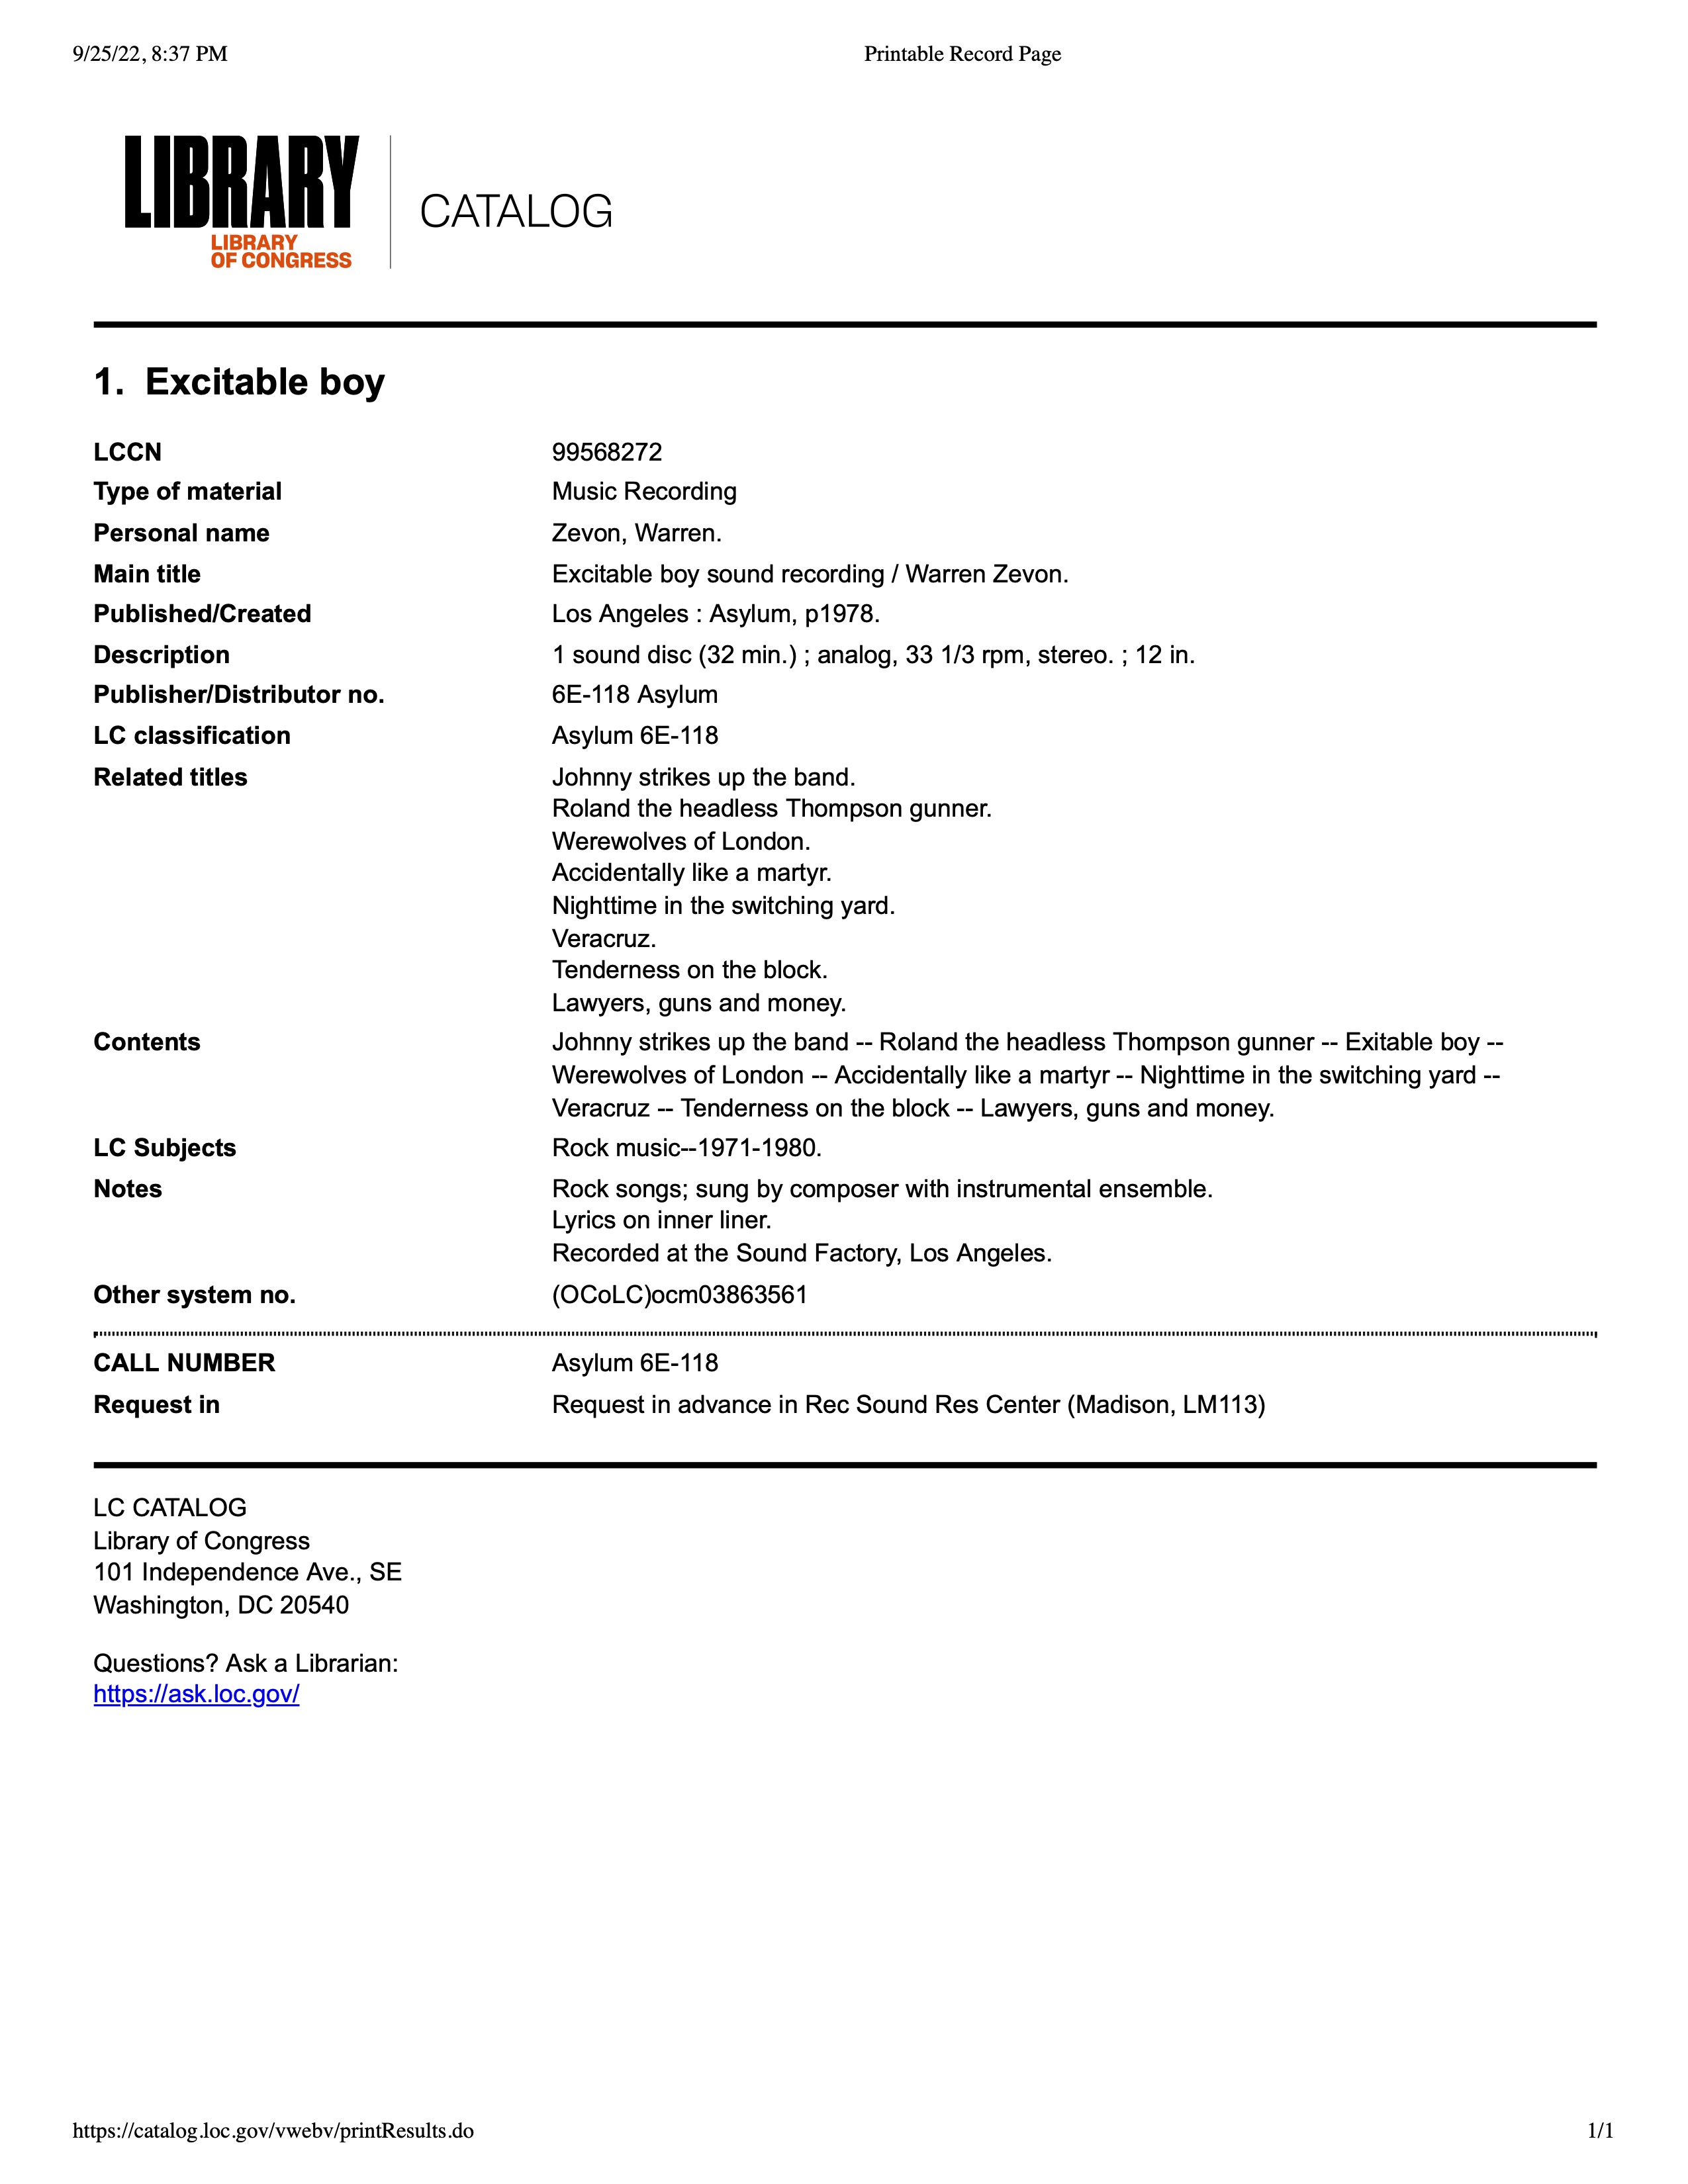 9/25/22, 8:37 PM Printable Record Page
LIBRARY
LIBRARY
OF CONGRESS
CATALOG
1. Excitable boy
LCCN 99568272
Type of material Music Recording
Personal name Zevon, Warren.
Main title Excitable boy sound recording / Warren Zevon.
Published/Created Los Angeles : Asylum, p1978.
Description 1 sound disc (32 min.) ; analog, 33 1/3 rpm, stereo. ; 12 in.
Publisher/Distributor no. 6E-118 Asylum
LC classification Asylum 6E-118
Related titles Johnny strikes up the band.
Roland the headless Thompson gunner.
Werewolves of London.
Accidentally like a martyr.
Nighttime in the switching yard.
Veracruz.
Tenderness on the block.
Lawyers, guns and money.
Contents Johnny strikes up the band -- Roland the headless Thompson gunner -- Exitable boy --
Werewolves of London -- Accidentally like a martyr -- Nighttime in the switching yard --
Veracruz -- Tenderness on the block -- Lawyers, guns and money.
LC Subjects Rock music--1971-1980.
Notes Rock songs; sung by composer with instrumental ensemble.
Lyrics on inner liner.
Recorded at the Sound Factory, Los Angeles.
Other system no. (OCoLC)ocm03863561
CALL NUMBER Asylum 6E-118
Request in Request in advance in Rec Sound Res Center (Madison, LM113)
LC CATALOG
Library of Congress
101 Independence Ave., SE
Washington, DC 20540
Questions? Ask a Librarian:
https://ask.loc.gov/
https://catalog.loc.gov/vwebv/printResults.do 1/1